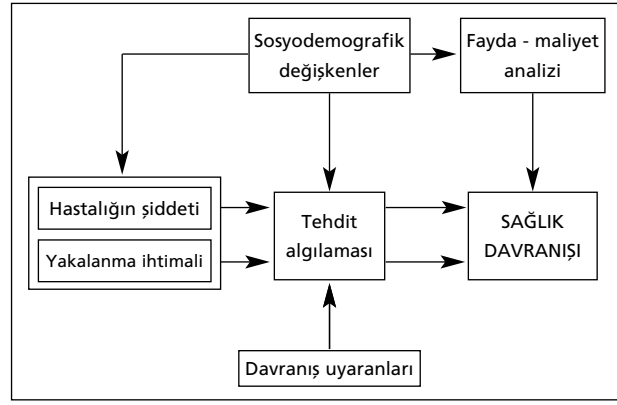 Sosyodemografik
değişkenler
Fayda - maliyet
analizi
Hastalığın şiddeti
Yakalanma ihtimali
Tehdit
algılaması
SAĞLIK
DAVRANIŞI
Davranış uyaranları